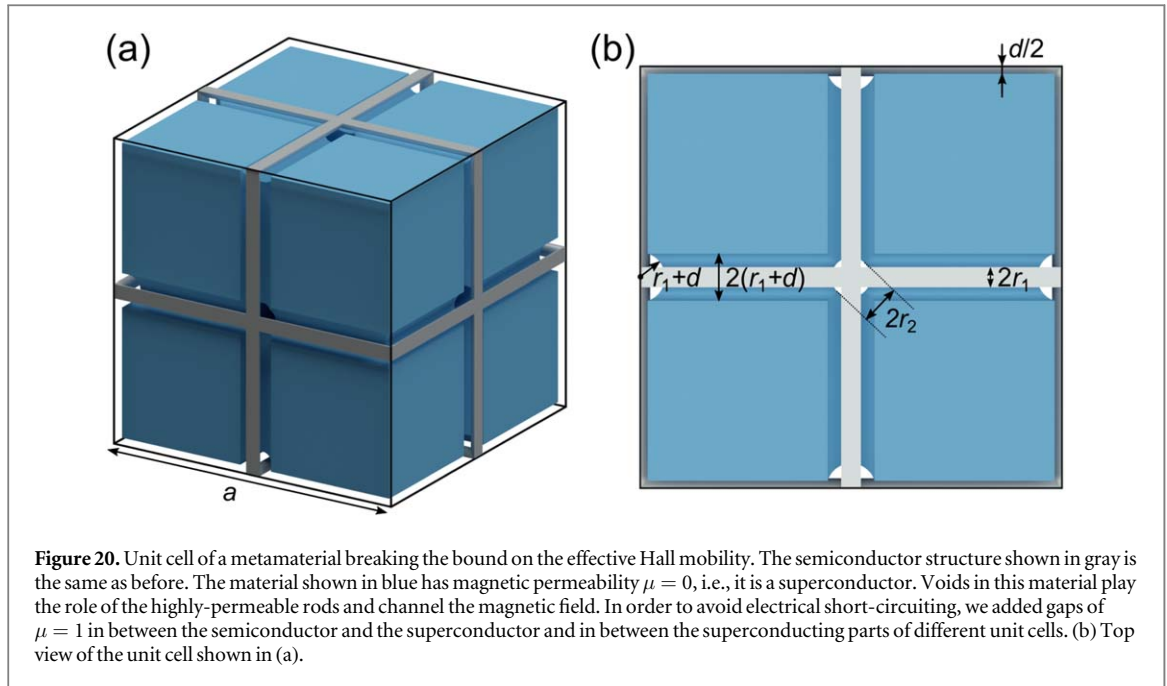 (a)
(b)
d/2
r₁+d
2(r₁+d)
2r₁
2r₂
a
Figure 20. Unit cell of a metamaterial breaking the bound on the effective Hall mobility. The semiconductor structure shown in gray is
the same as before. The material shown in blue has magnetic permeability μ = 0, i.e., it is a superconductor. Voids in this material play
the role of the highly-permeable rods and channel the magnetic field. In order to avoid electrical short-circuiting, we added gaps of
μ = 1 in between the semiconductor and the superconductor and in between the superconducting parts of different unit cells. (b) Top
view of the unit cell shown in (a).